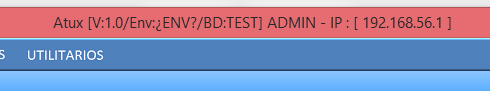 Atux [V:1.0/Env:¿ENV?/BD:TEST] ADMIN - IP : [ 192.168.56.1 ]
S UTILITARIOS